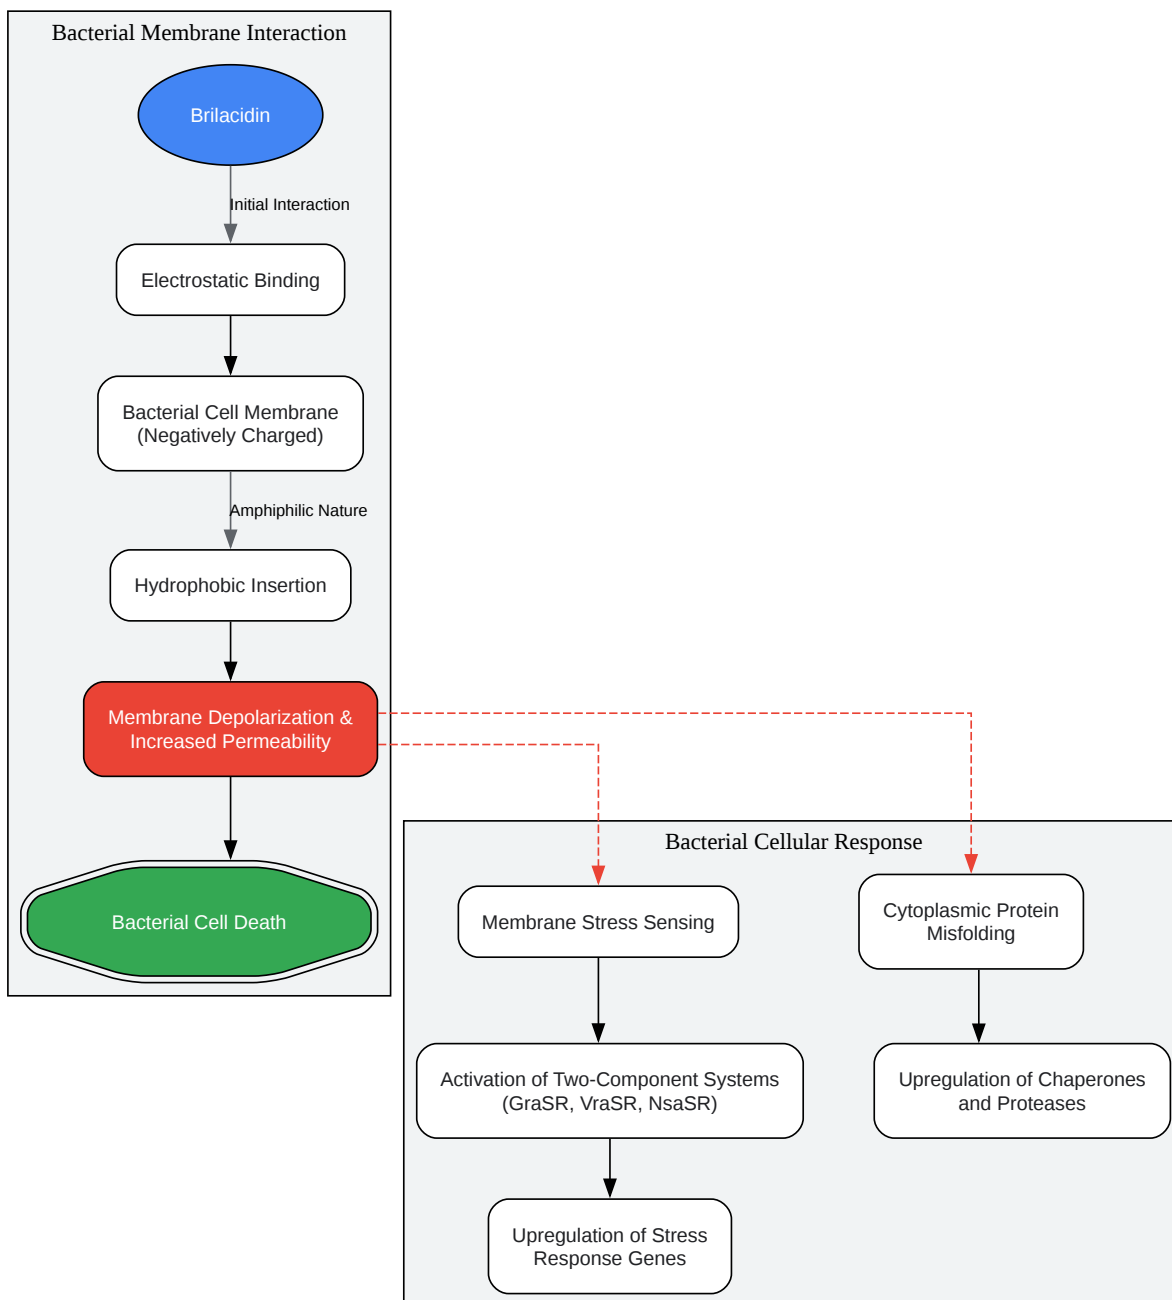 Bacterial Membrane Interaction
Brilacidin
Initial Interaction
Electrostatic Binding
Bacterial Cell Membrane
(Negatively Charged)
Amphiphilic Nature
Hydrophobic Insertion
Membrane Depolarization &
Increased Permeability
Bacterial Cell Death
Bacterial Cellular Response
Membrane Stress Sensing
Cytoplasmic Protein
Misfolding
Activation of Two-Component Systems
(GraSR, VraSR, NsaSR)
Upregulation of Chaperones
and Proteases
Upregulation of Stress
Response Genes